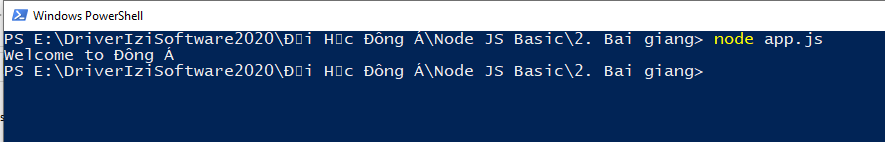 Windows PowerShell
PS E:\DriverIziSoftware2020\Đ▯i H▯c Đông Á\Node JS Basic\2. Bai giang> node app.js
Welcome to Đông Á
PS E:\DriverIziSoftware2020\Đ▯i H▯c Đông Á\Node JS Basic\2. Bai giang>